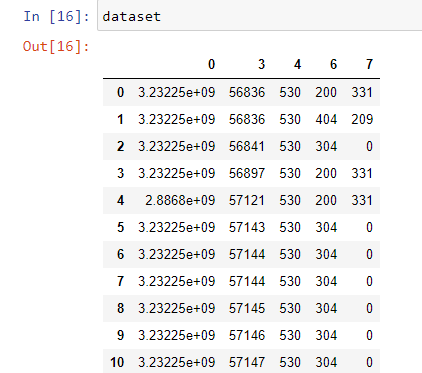 In [16]: dataset
Out[16]:
0 3 4 6 7
0 3.23225e+09 56836 530 200 331
1 3.23225e+09 56836 530 404 209
2 3.23225e+09 56841 530 304 0
3 3.23225e+09 56897 530 200 331
4 2.8868e+09 57121 530 200 331
5 3.23225e+09 57143 530 304 0
6 3.23225e+09 57144 530 304 0
7 3.23225e+09 57144 530 304 0
8 3.23225e+09 57145 530 304 0
9 3.23225e+09 57146 530 304 0
10 3.23225e+09 57147 530 304 0